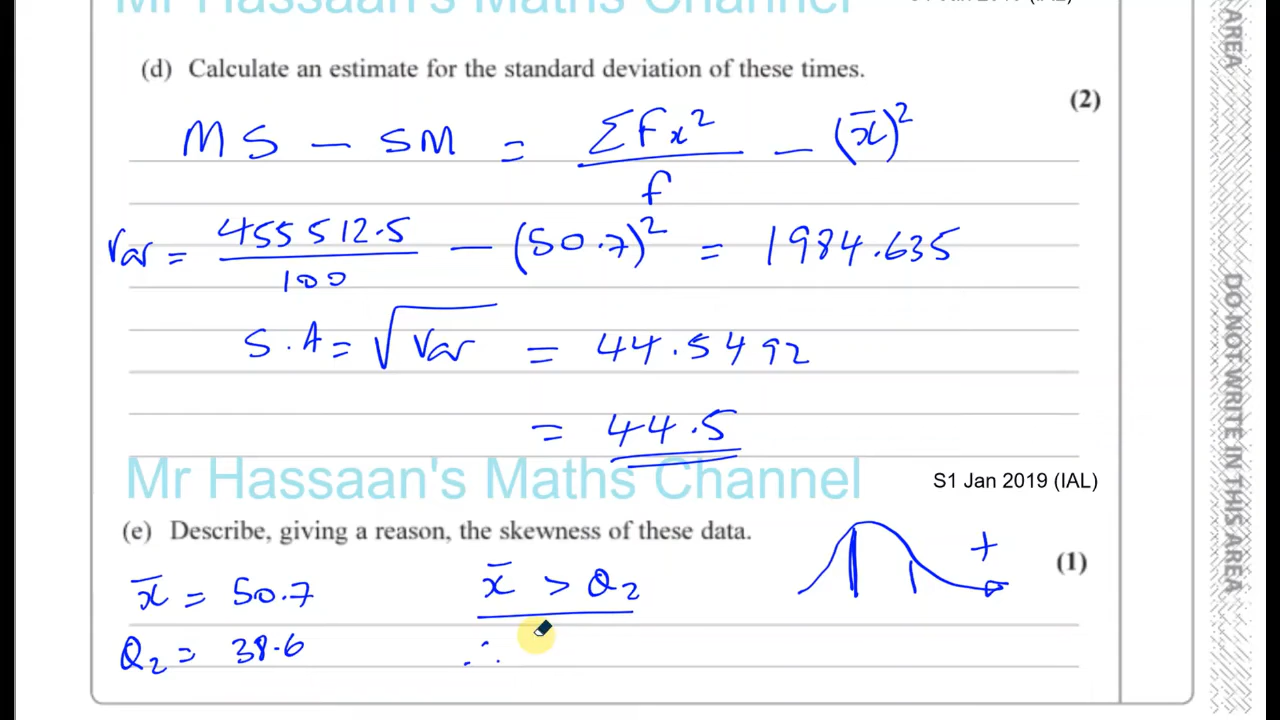 Mr Hassaan's Maths Channel
(d) Calculate an estimate for the standard deviation of these times.
(2)
MS - SM = ΣFx² / f - (x̄)²
Var = 455512.5 / 100 - (50.7)² = 1984.635
S.A = √Var = 44.5492
= 44.5
Mr Hassaan's Maths Channel
S1 Jan 2019 (IAL)
(e) Describe, giving a reason, the skewness of these data.
+
(1)
x̄ = 50.7 x̄ > Q₂
Q₂ = 38.6 ∴
AREA
DO NOT WRITE IN THIS AREA